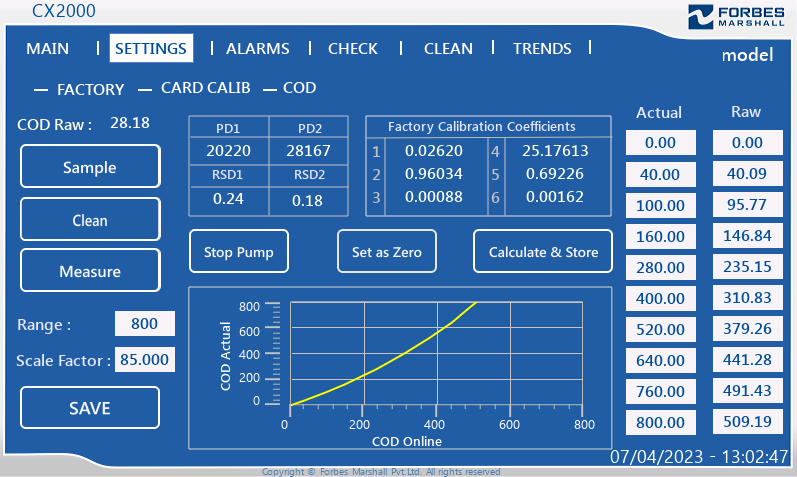 CX2000
FORBES
MARSHALL
MAIN | SETTINGS | ALARMS | CHECK | CLEAN | TRENDS |
model
— FACTORY — CARD CALIB — COD
COD Raw : 28.18
Sample
Clean
Measure
Range : 800
Scale Factor : 85.000
SAVE
PD1 PD2
20220 28167
RSD1 RSD2
0.24 0.18
Factory Calibration Coefficients
1 0.02620 4 25.17613
2 0.96034 5 0.69226
3 0.00088 6 0.00162
Stop Pump
Set as Zero
Calculate & Store
COD Actual
800
600
400
200
0
0 200 400 600 800
COD Online
Actual Raw
0.00 0.00
40.00 40.09
100.00 95.77
160.00 146.84
280.00 235.15
400.00 310.83
520.00 379.26
640.00 441.28
760.00 491.43
800.00 509.19
07/04/2023 - 13:02:47
Copyright © Forbes Marshall Pvt.Ltd. All rights reserved